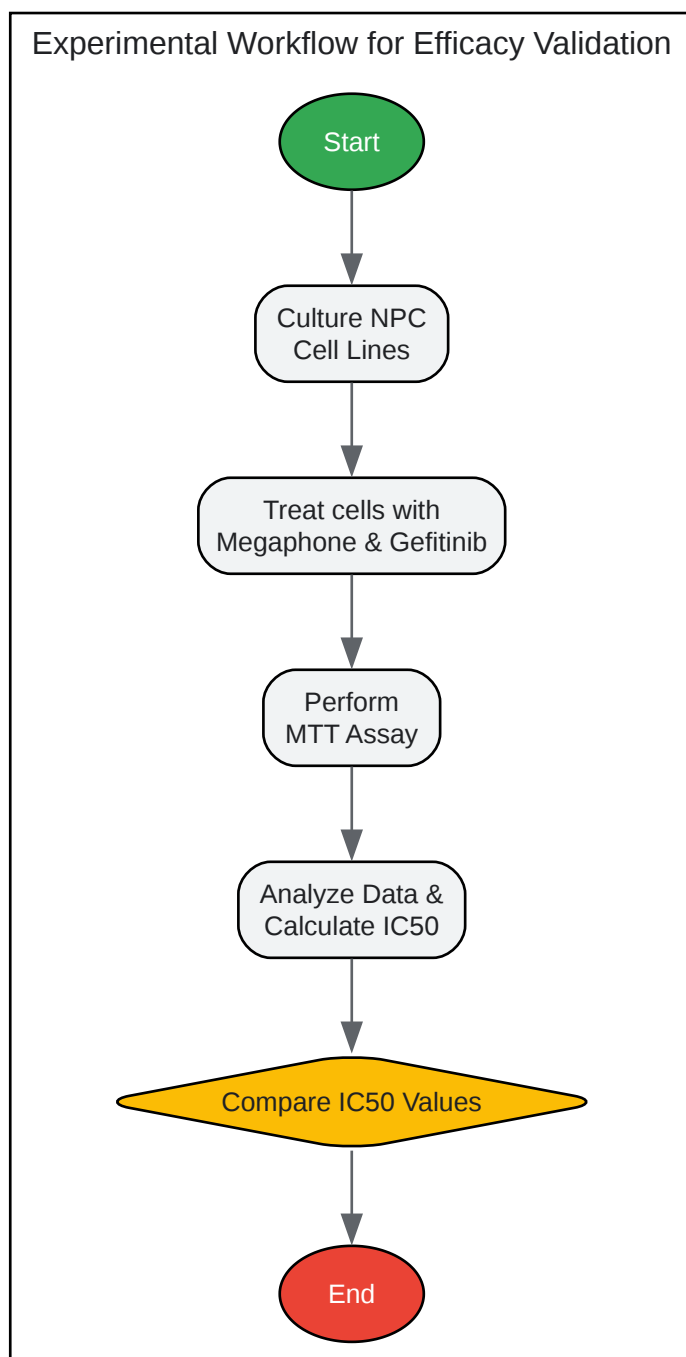 Experimental Workflow for Efficacy Validation
Start
Culture NPC
Cell Lines
Treat cells with
Megaphone & Gefitinib
Perform
MTT Assay
Analyze Data &
Calculate IC50
Compare IC50 Values
End